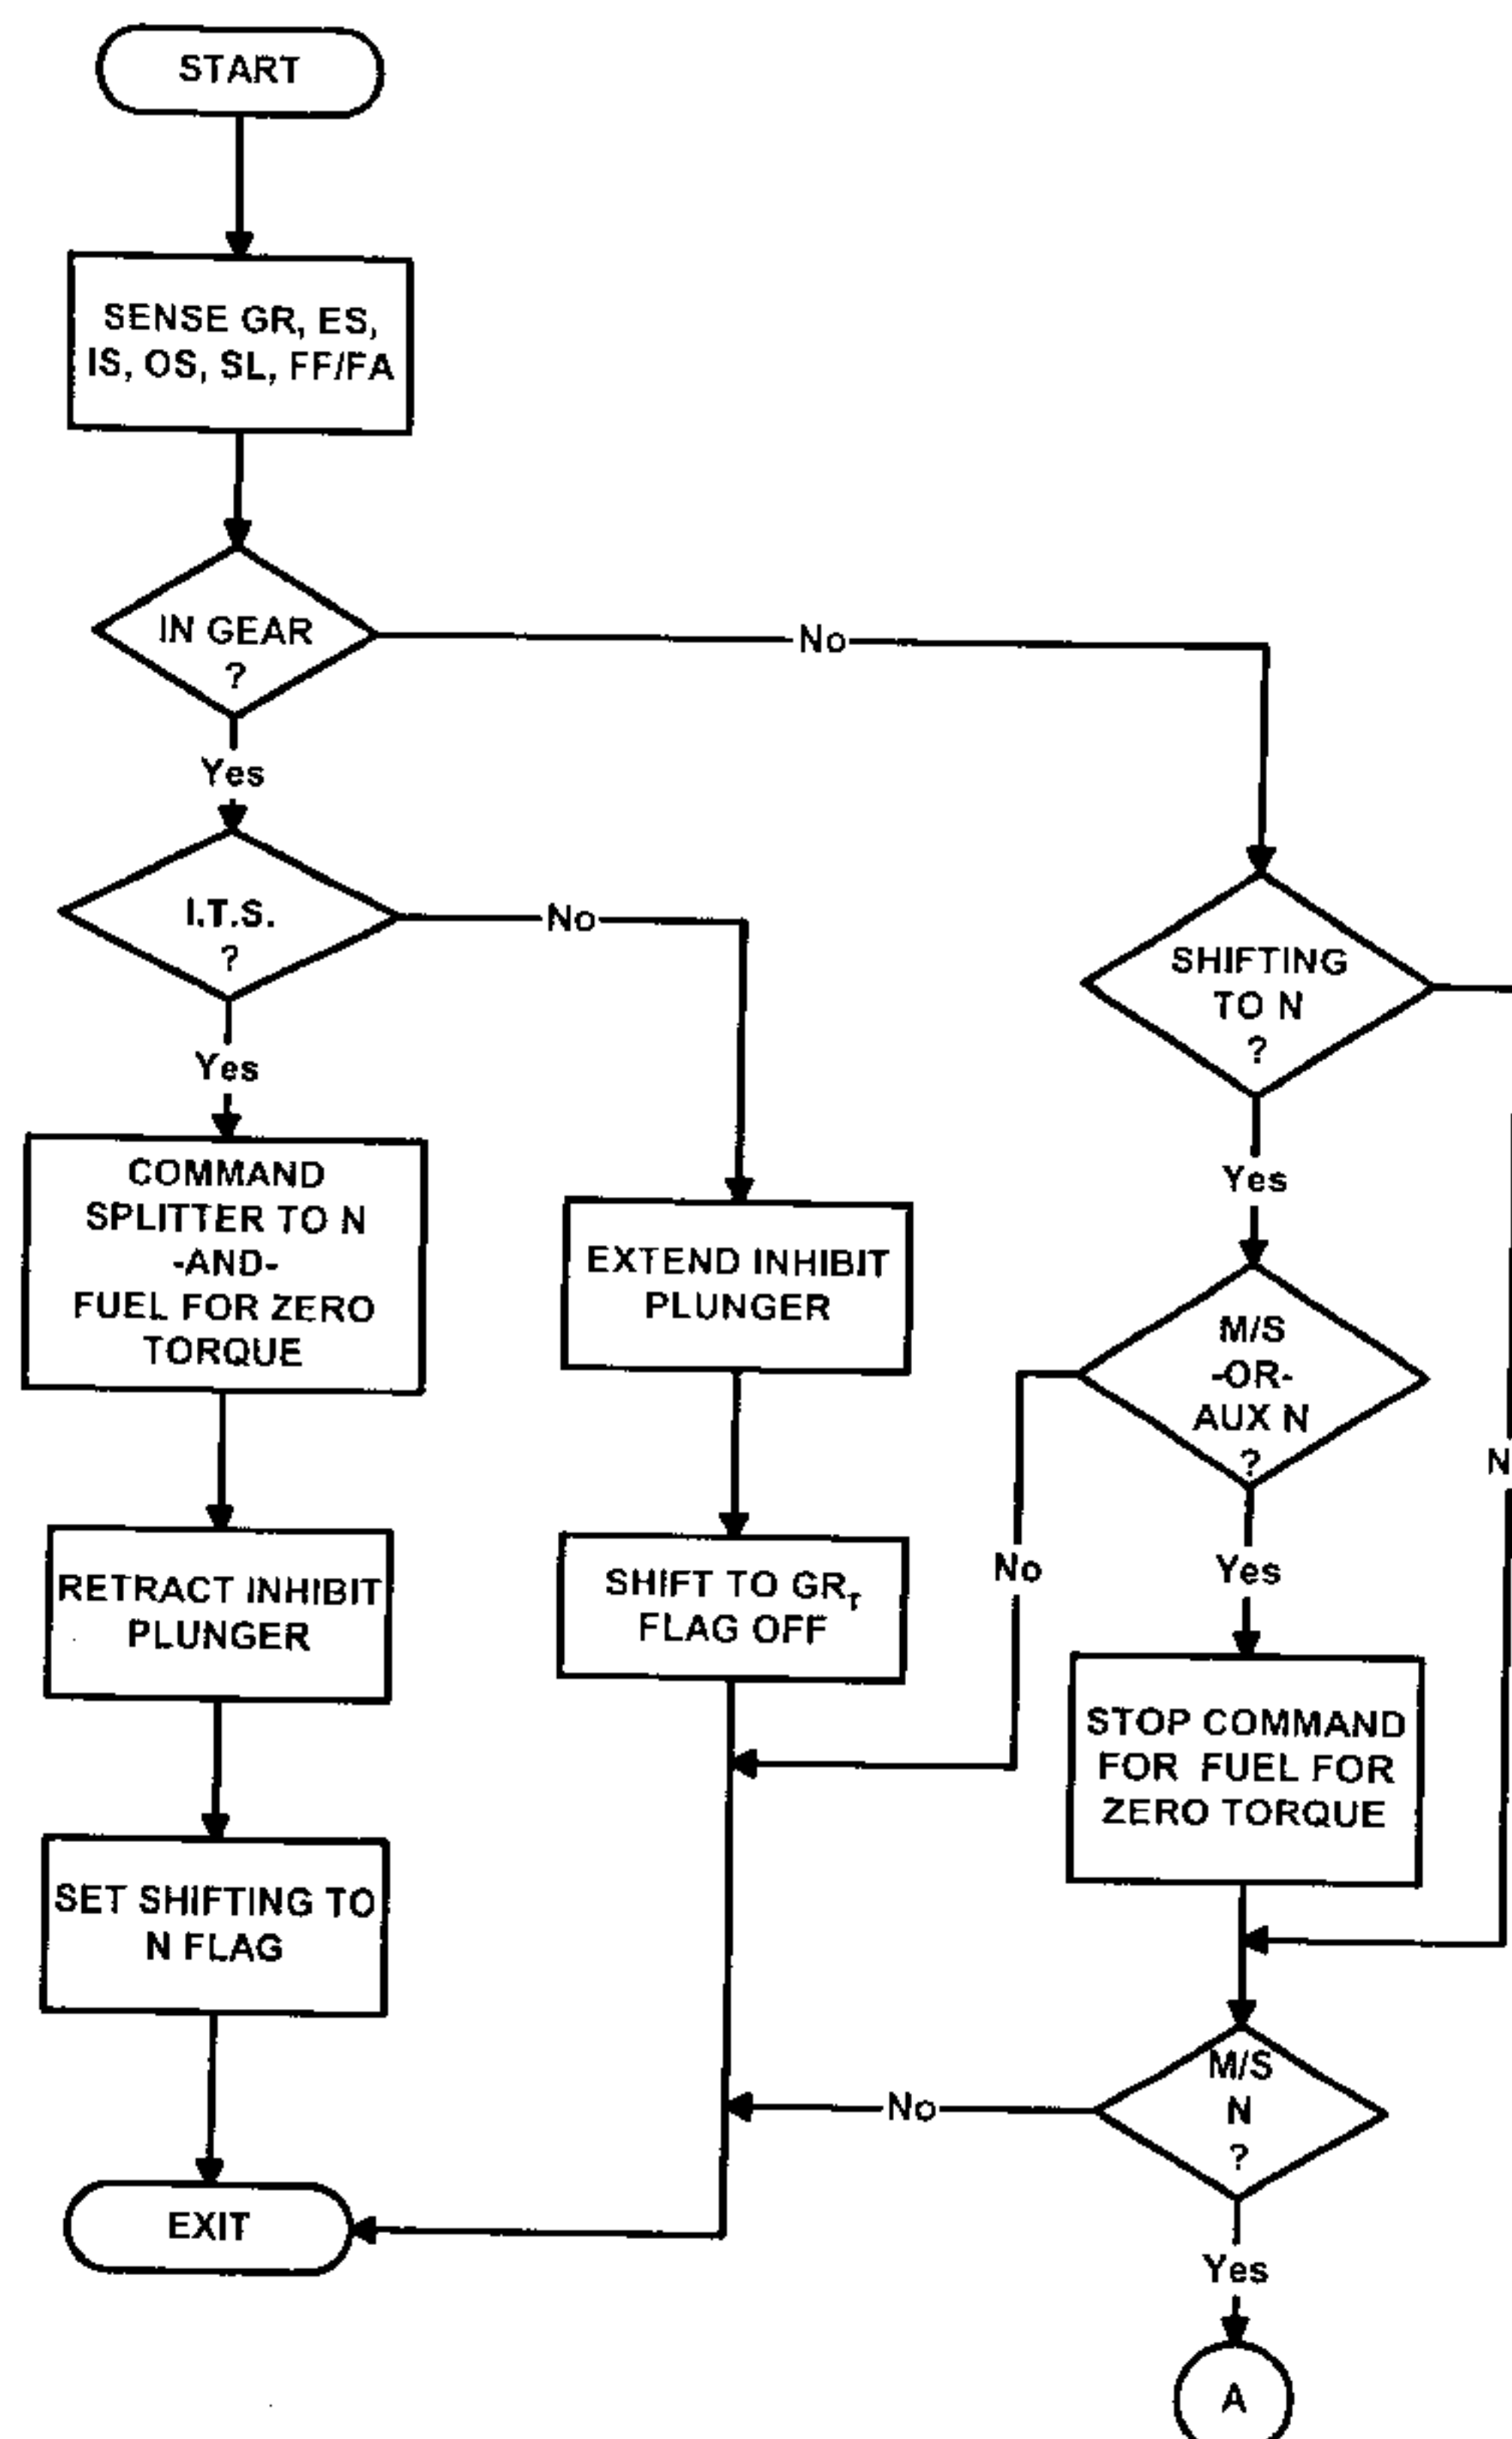 START
SENSE GR, ES,
IS, OS, SL, FF/FA
IN GEAR
?
No
Yes
I.T.S.
?
No
Yes
SHIFTING
TO N
?
Yes
COMMAND
SPLITTER TO N
-AND-
FUEL FOR ZERO
TORQUE
EXTEND INHIBIT
PLUNGER
M/S
-OR-
AUX N
?
N
No
Yes
RETRACT INHIBIT
PLUNGER
SHIFT TO GRT
FLAG OFF
STOP COMMAND
FOR FUEL FOR
ZERO TORQUE
SET SHIFTING TO
N FLAG
M/S
N
?
No
Yes
EXIT
A